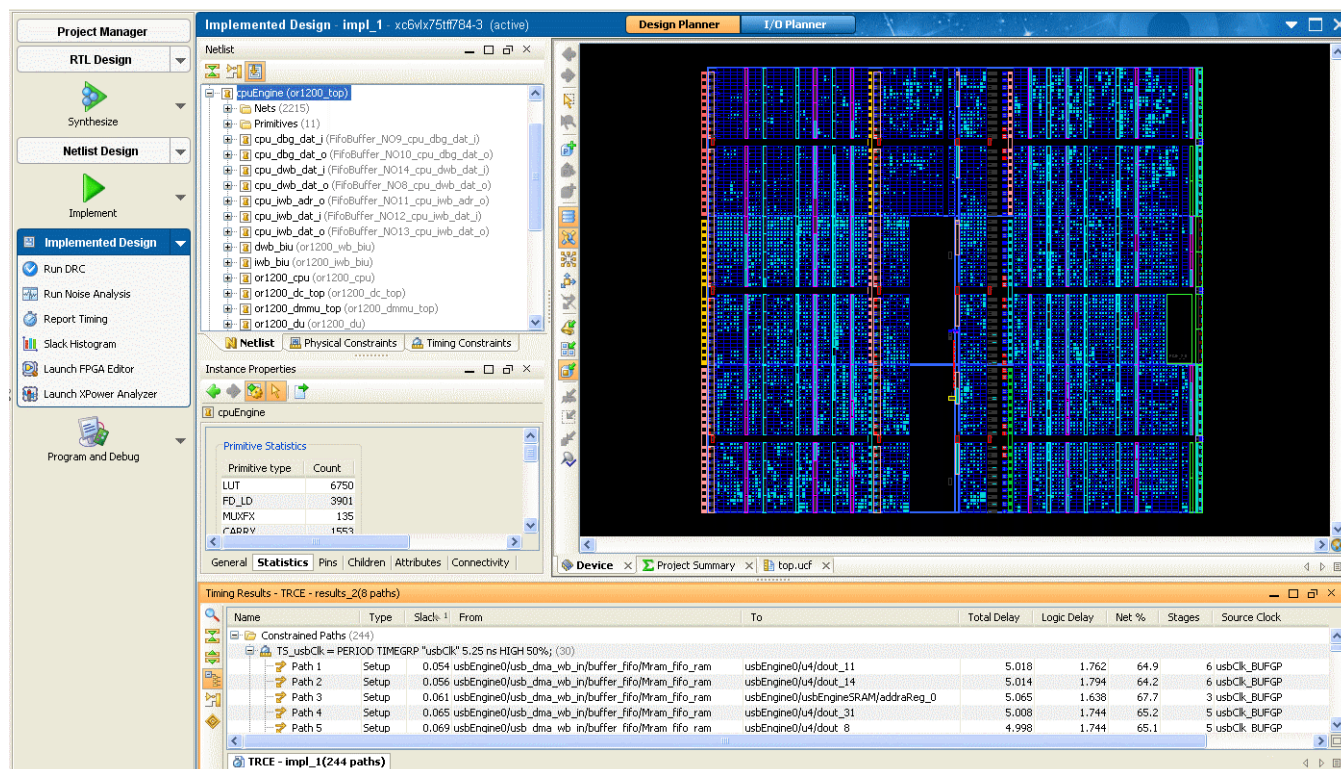 Project Manager
RTL Design
Synthesize
Netlist Design
Implement
Implemented Design
Run DRC
Run Noise Analysis
Report Timing
Slack Histogram
Launch FPGA Editor
Launch XPower Analyzer
Program and Debug
Implemented Design - impl_1 - xc6vlx75tff784-3 (active)
Design Planner
I/O Planner
Netlist
cpuEngine (or1200_top)
Nets (2215)
Primitives (11)
cpu_dbg_dat_i (FifoBuffer_NO9_cpu_dbg_dat_i)
cpu_dbg_dat_o (FifoBuffer_NO10_cpu_dbg_dat_o)
cpu_dwb_dat_i (FifoBuffer_NO14_cpu_dwb_dat_i)
cpu_dwb_dat_o (FifoBuffer_NO8_cpu_dwb_dat_o)
cpu_iwb_adr_o (FifoBuffer_NO11_cpu_iwb_adr_o)
cpu_iwb_dat_i (FifoBuffer_NO12_cpu_iwb_dat_i)
cpu_iwb_dat_o (FifoBuffer_NO13_cpu_iwb_dat_o)
dwb_biu (or1200_wb_biu)
iwb_biu (or1200_iwb_biu)
or1200_cpu (or1200_cpu)
or1200_dc_top (or1200_dc_top)
or1200_dmmu_top (or1200_dmmu_top)
or1200_du (or1200_du)
Netlist Physical Constraints Timing Constraints
Instance Properties
cpuEngine
Primitive Statistics
Primitive type Count
LUT 6750
FD_LD 3901
MUXFX 135
CARRY 1553
General Statistics Pins Children Attributes Connectivity
Device Project Summary top.ucf
Timing Results - TRCE - results_2(8 paths)
Name Type Slack 1 From To Total Delay Logic Delay Net % Stages Source Clock
Constrained Paths (244)
TS_usbClk = PERIOD TIMEGRP "usbClk" 5.25 ns HIGH 50%; (30)
Path 1 Setup 0.054 usbEngine0/usb_dma_wb_in/buffer_fifo/Mram_fifo_ram usbEngine0/u4/dout_11 5.018 1.762 64.9 6 usbClk_BUFGP
Path 2 Setup 0.056 usbEngine0/usb_dma_wb_in/buffer_fifo/Mram_fifo_ram usbEngine0/u4/dout_14 5.014 1.794 64.2 6 usbClk_BUFGP
Path 3 Setup 0.061 usbEngine0/usb_dma_wb_in/buffer_fifo/Mram_fifo_ram usbEngine0/usbEngineSRAM/addraReg_0 5.065 1.638 67.7 3 usbClk_BUFGP
Path 4 Setup 0.065 usbEngine0/usb_dma_wb_in/buffer_fifo/Mram_fifo_ram usbEngine0/u4/dout_31 5.008 1.744 65.2 5 usbClk_BUFGP
Path 5 Setup 0.069 usbEngine0/usb_dma_wb_in/buffer_fifo/Mram_fifo_ram usbEngine0/u4/dout_8 4.998 1.744 65.1 5 usbClk_BUFGP
TRCE - impl_1(244 paths)